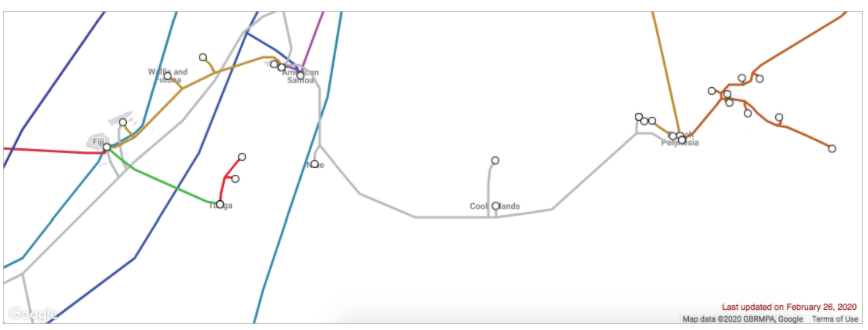 Wallis and
Futuna
American
Samoa
Fiji
Niue
Tonga
Cook Islands
French
Polynesia
Google
Last updated on February 26, 2020
Map data ©2020 GBRMPA, Google Terms of Use